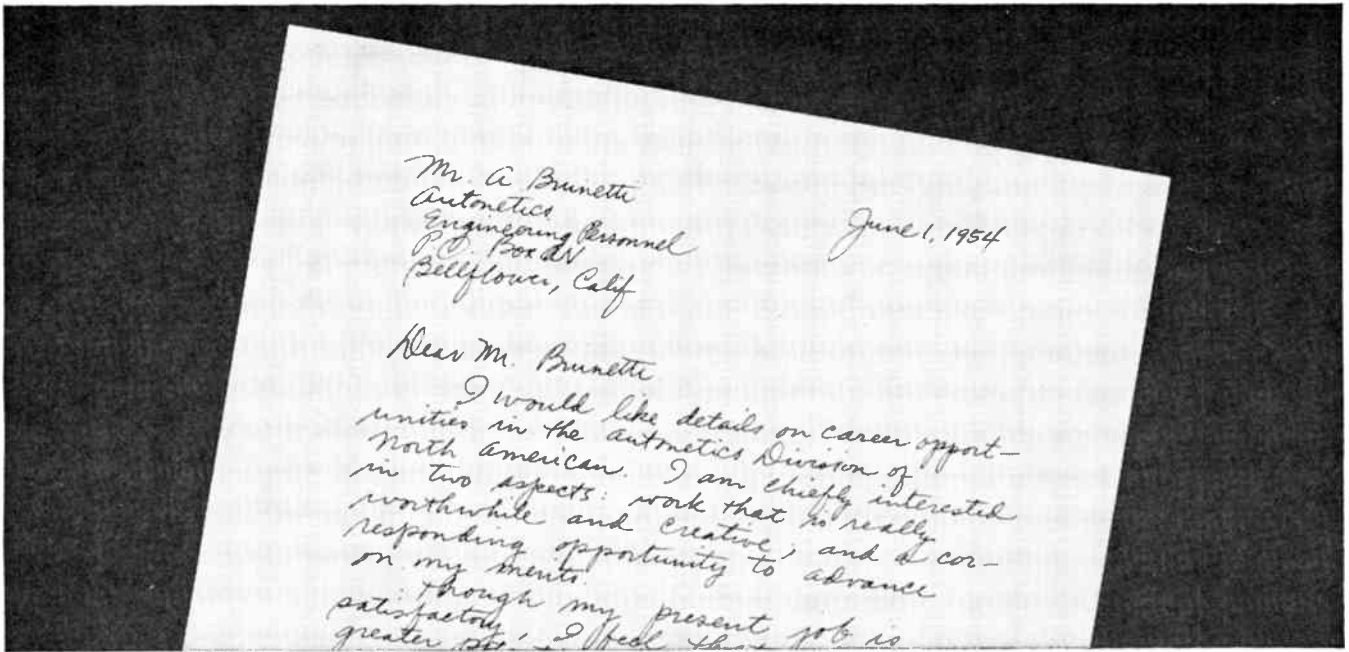 Mr. A Brunetti
Autonetics
Engineering Personnel
P.O. Box AN
Bellflower, Calif
June 1, 1954
Dear Mr. Brunetti
I would like details on career opport-
unities in the Autonetics Division of
North American. I am chiefly interested
in two aspects: work that is really
worthwhile and creative; and a cor-
responding opportunity to advance
on my merits.
though my present job is
satisfactory, I feel that
greater